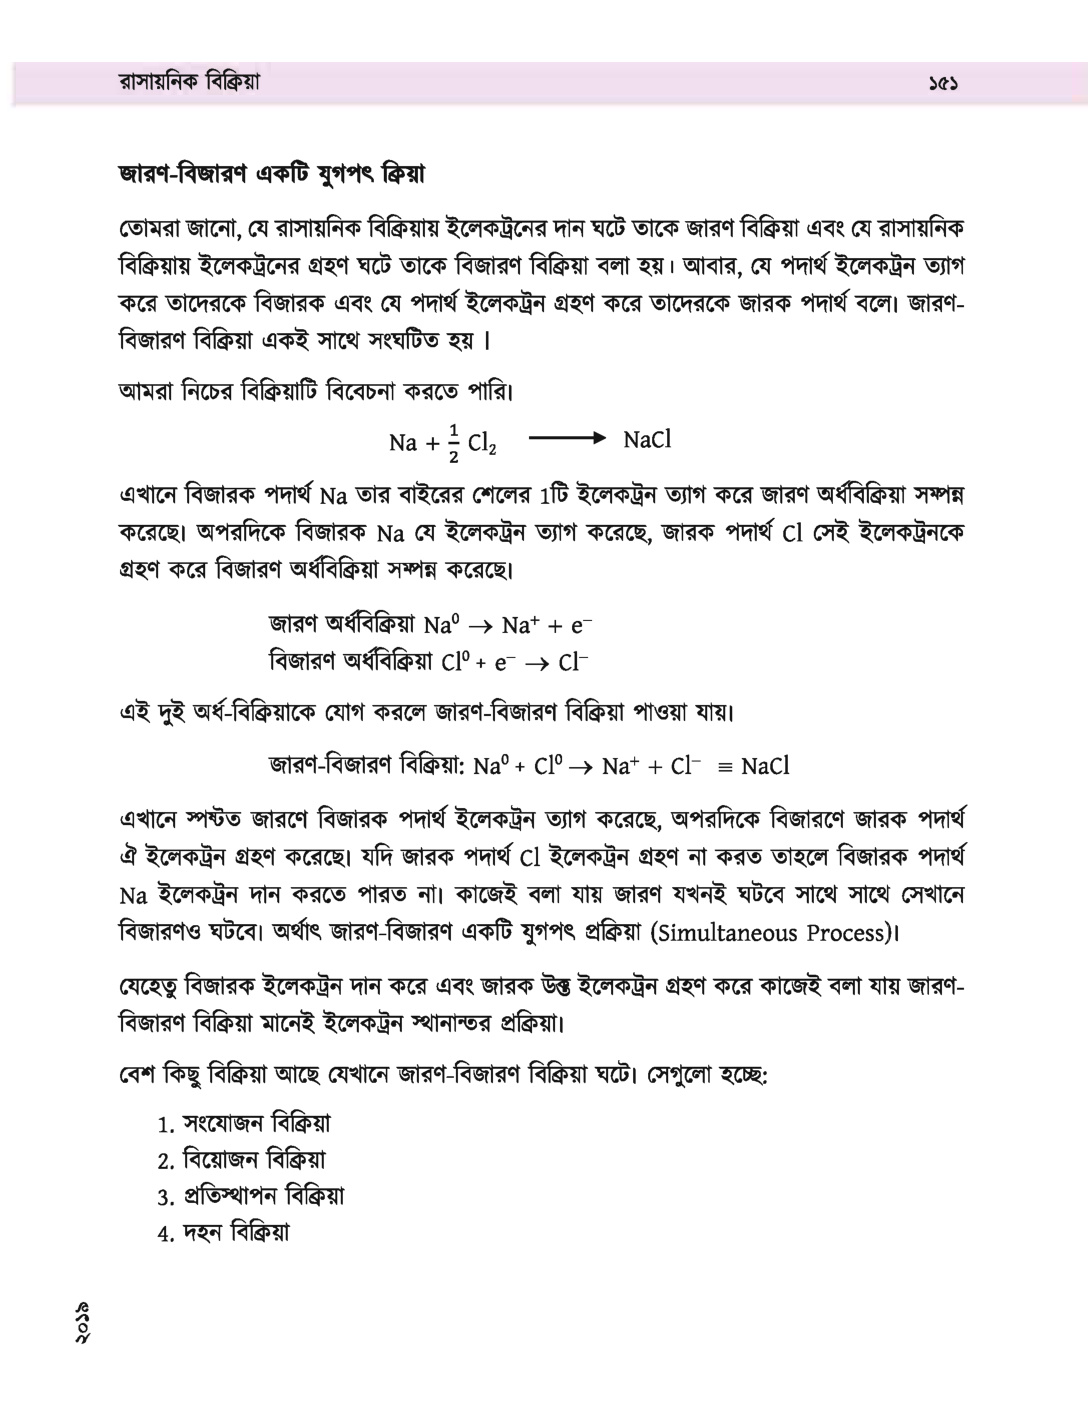 রাসায়নিক বিক্রিয়া ১৫১
জারণ-বিজারণ একটি যুগপৎ ক্রিয়া
তোমরা জানো, যে রাসায়নিক বিক্রিয়ায় ইলেকট্রনের দান ঘটে তাকে জারণ বিক্রিয়া এবং যে রাসায়নিক
বিক্রিয়ায় ইলেকট্রনের গ্রহণ ঘটে তাকে বিজারণ বিক্রিয়া বলা হয়। আবার, যে পদার্থ ইলেকট্রন ত্যাগ
করে তাদেরকে বিজারক এবং যে পদার্থ ইলেকট্রন গ্রহণ করে তাদেরকে জারক পদার্থ বলে। জারণ-
বিজারণ বিক্রিয়া একই সাথে সংঘটিত হয় ।
আমরা নিচের বিক্রিয়াটি বিবেচনা করতে পারি।
Na + ½ Cl₂ ⟶ NaCl
এখানে বিজারক পদার্থ Na তার বাইরের শেলের 1টি ইলেকট্রন ত্যাগ করে জারণ অর্ধবিক্রিয়া সম্পন্ন
করেছে। অপরদিকে বিজারক Na যে ইলেকট্রন ত্যাগ করেছে, জারক পদার্থ Cl সেই ইলেকট্রনকে
গ্রহণ করে বিজারণ অর্ধবিক্রিয়া সম্পন্ন করেছে।
জারণ অর্ধবিক্রিয়া Na⁰ → Na⁺ + e⁻
বিজারণ অর্ধবিক্রিয়া Cl⁰ + e⁻ → Cl⁻
এই দুই অর্ধ-বিক্রিয়াকে যোগ করলে জারণ-বিজারণ বিক্রিয়া পাওয়া যায়।
জারণ-বিজারণ বিক্রিয়া: Na⁰ + Cl⁰ → Na⁺ + Cl⁻ ≡ NaCl
এখানে স্পষ্টত জারণে বিজারক পদার্থ ইলেকট্রন ত্যাগ করেছে, অপরদিকে বিজারণে জারক পদার্থ
ঐ ইলেকট্রন গ্রহণ করেছে। যদি জারক পদার্থ Cl ইলেকট্রন গ্রহণ না করত তাহলে বিজারক পদার্থ
Na ইলেকট্রন দান করতে পারত না। কাজেই বলা যায় জারণ যখনই ঘটবে সাথে সাথে সেখানে
বিজারণও ঘটবে। অর্থাৎ জারণ-বিজারণ একটি যুগপৎ প্রক্রিয়া (Simultaneous Process)।
যেহেতু বিজারক ইলেকট্রন দান করে এবং জারক উক্ত ইলেকট্রন গ্রহণ করে কাজেই বলা যায় জারণ-
বিজারণ বিক্রিয়া মানেই ইলেকট্রন স্থানান্তর প্রক্রিয়া।
বেশ কিছু বিক্রিয়া আছে যেখানে জারণ-বিজারণ বিক্রিয়া ঘটে। সেগুলো হচ্ছে:
1. সংযোজন বিক্রিয়া
2. বিয়োজন বিক্রিয়া
3. প্রতিস্থাপন বিক্রিয়া
4. দহন বিক্রিয়া
২০১৯